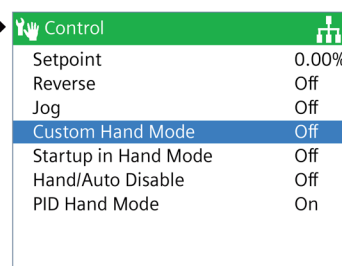 Control
Setpoint 0.00%
Reverse Off
Jog Off
Custom Hand Mode Off
Startup in Hand Mode Off
Hand/Auto Disable Off
PID Hand Mode On